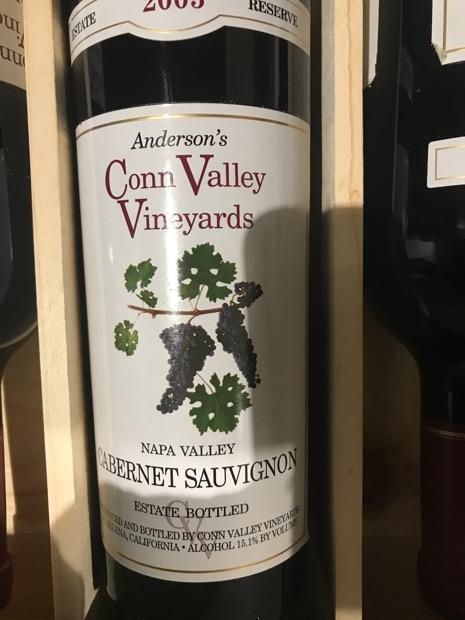 ESTATE RESERVE
Anderson's
Conn Valley
Vineyards
NAPA VALLEY
CABERNET SAUVIGNON
ESTATE BOTTLED
CV
AND BOTTLED BY CONN VALLEY VINEYARDS
CALIFORNIA • ALCOHOL 15.1% BY VOLUME